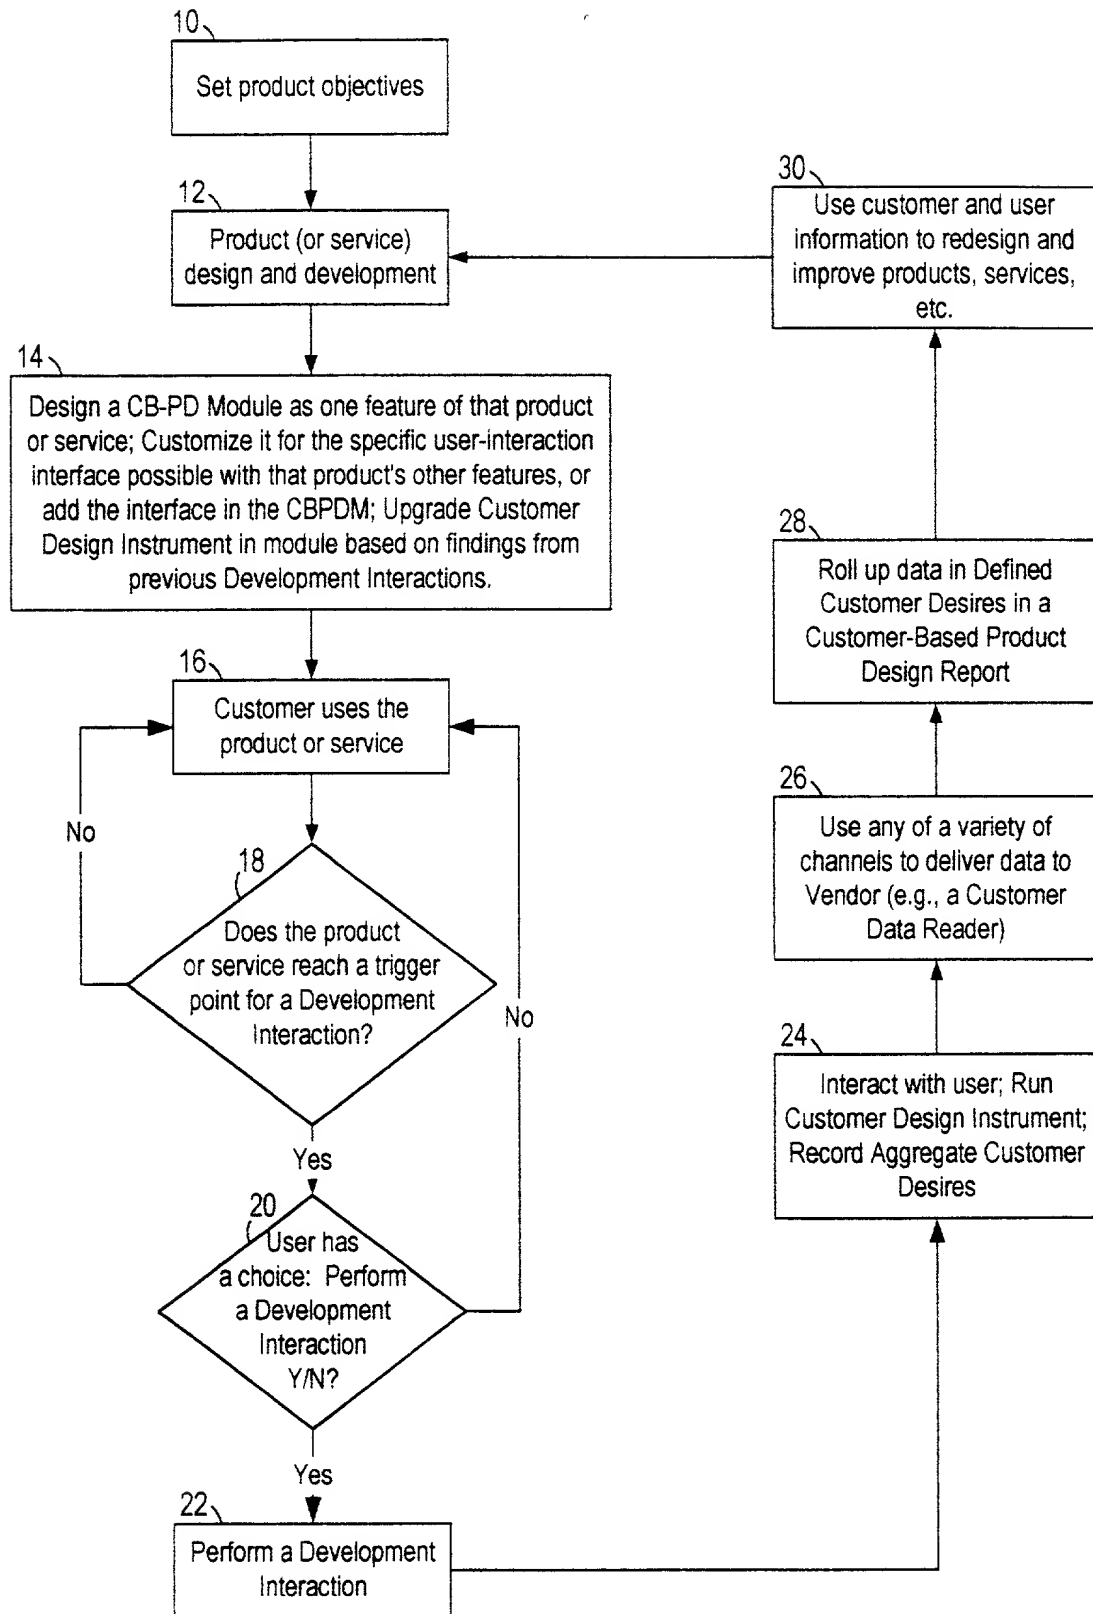 10
Set product objectives
12
Product (or service)
design and development
14
Design a CB-PD Module as one feature of that product
or service; Customize it for the specific user-interaction
interface possible with that product's other features, or
add the interface in the CBPDM; Upgrade Customer
Design Instrument in module based on findings from
previous Development Interactions.
16
Customer uses the
product or service
No
18
Does the product
or service reach a trigger
point for a Development
Interaction?
No
Yes
20
User has
a choice: Perform
a Development
Interaction
Y/N?
Yes
22
Perform a Development
Interaction
24
Interact with user; Run
Customer Design Instrument;
Record Aggregate Customer
Desires
26
Use any of a variety of
channels to deliver data to
Vendor (e.g., a Customer
Data Reader)
28
Roll up data in Defined
Customer Desires in a
Customer-Based Product
Design Report
30
Use customer and user
information to redesign and
improve products, services,
etc.